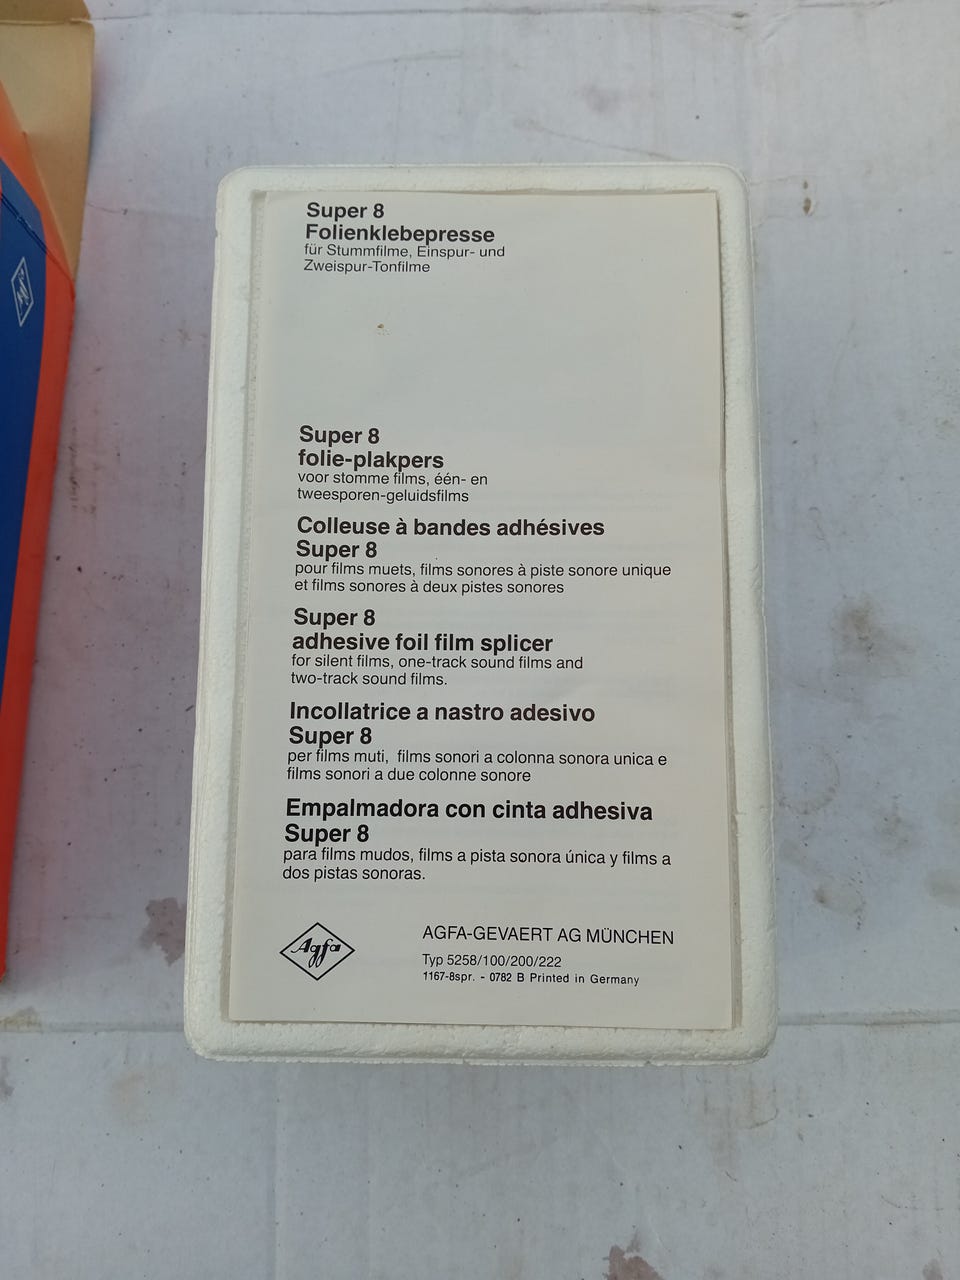 Super 8
Folienklebepresse
für Stummfilme, Einspur- und
Zweispur-Tonfilme
Super 8
folie-plakpers
voor stomme films, één- en
tweesporen-geluidsfilms
Colleuse à bandes adhésives
Super 8
pour films muets, films sonores à piste sonore unique
et films sonores à deux pistes sonores
Super 8
adhesive foil film splicer
for silent films, one-track sound films and
two-track sound films.
Incollatrice a nastro adesivo
Super 8
per films muti, films sonori a colonna sonora unica e
films sonori a due colonne sonore
Empalmadora con cinta adhesiva
Super 8
para films mudos, films a pista sonora única y films a
dos pistas sonoras.
Agfa
AGFA-GEVAERT AG MÜNCHEN
Typ 5258/100/200/222
1167-8spr. - 0782 B Printed in Germany
Agfa